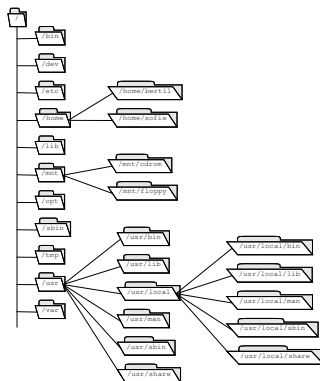 /
/bin
/dev
/etc
/home
/home/bertil
/home/sofie
/lib
/mnt
/mnt/cdrom
/mnt/floppy
/opt
/sbin
/tmp
/usr
/usr/bin
/usr/lib
/usr/local
/usr/local/bin
/usr/local/lib
/usr/local/man
/usr/local/sbin
/usr/local/share
/usr/man
/usr/sbin
/usr/share
/var